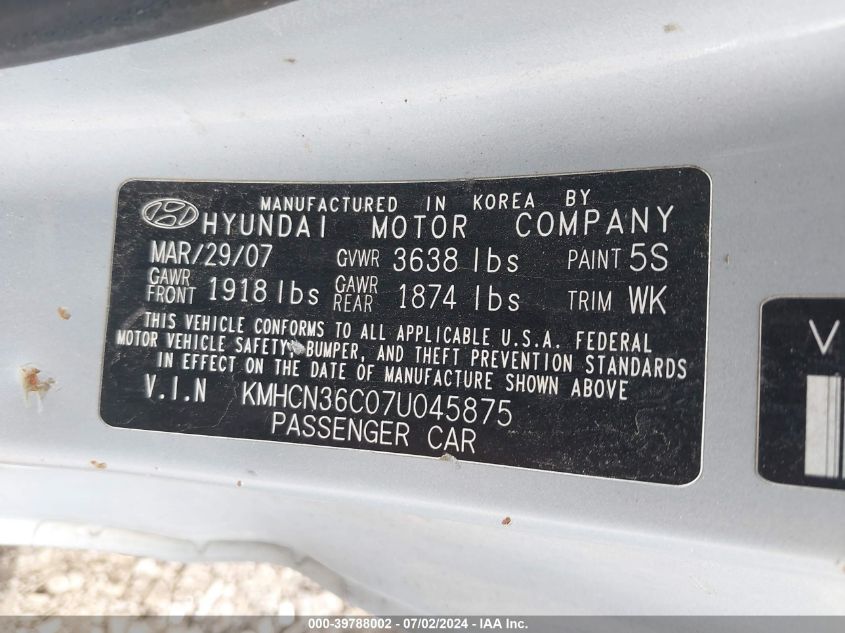 MANUFACTURED IN KOREA BY
HYUNDAI MOTOR COMPANY
MAR/29/07 GVWR 3638 lbs PAINT 5S
GAWR FRONT 1918 lbs GAWR REAR 1874 lbs TRIM WK
THIS VEHICLE CONFORMS TO ALL APPLICABLE U.S.A. FEDERAL
MOTOR VEHICLE SAFETY, BUMPER, AND THEFT PREVENTION STANDARDS
IN EFFECT ON THE DATE OF MANUFACTURE SHOWN ABOVE
V.I.N KMHCN36C07U045875
PASSENGER CAR
V
000-39788002 - 07/02/2024 - IAA Inc.